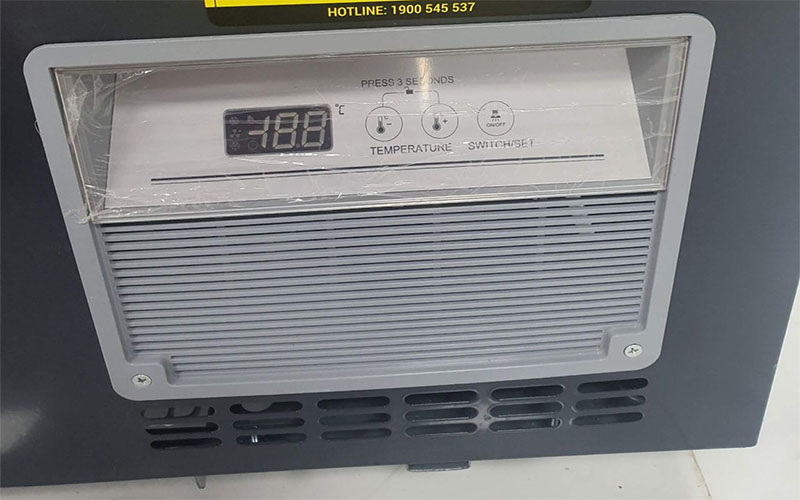 HOTLINE: 1900 545 537
PRESS 3 SECONDS
-188 °C
°C - °C +
ON/OFF
TEMPERATURE SWITCH/SET